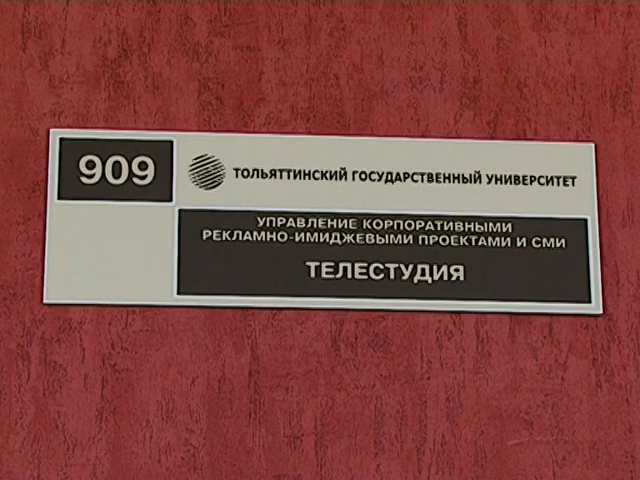 909
ТОЛЬЯТТИНСКИЙ ГОСУДАРСТВЕННЫЙ УНИВЕРСИТЕТ
УПРАВЛЕНИЕ КОРПОРАТИВНЫМИ
РЕКЛАМНО-ИМИДЖЕВЫМИ ПРОЕКТАМИ И СМИ
ТЕЛЕСТУДИЯ